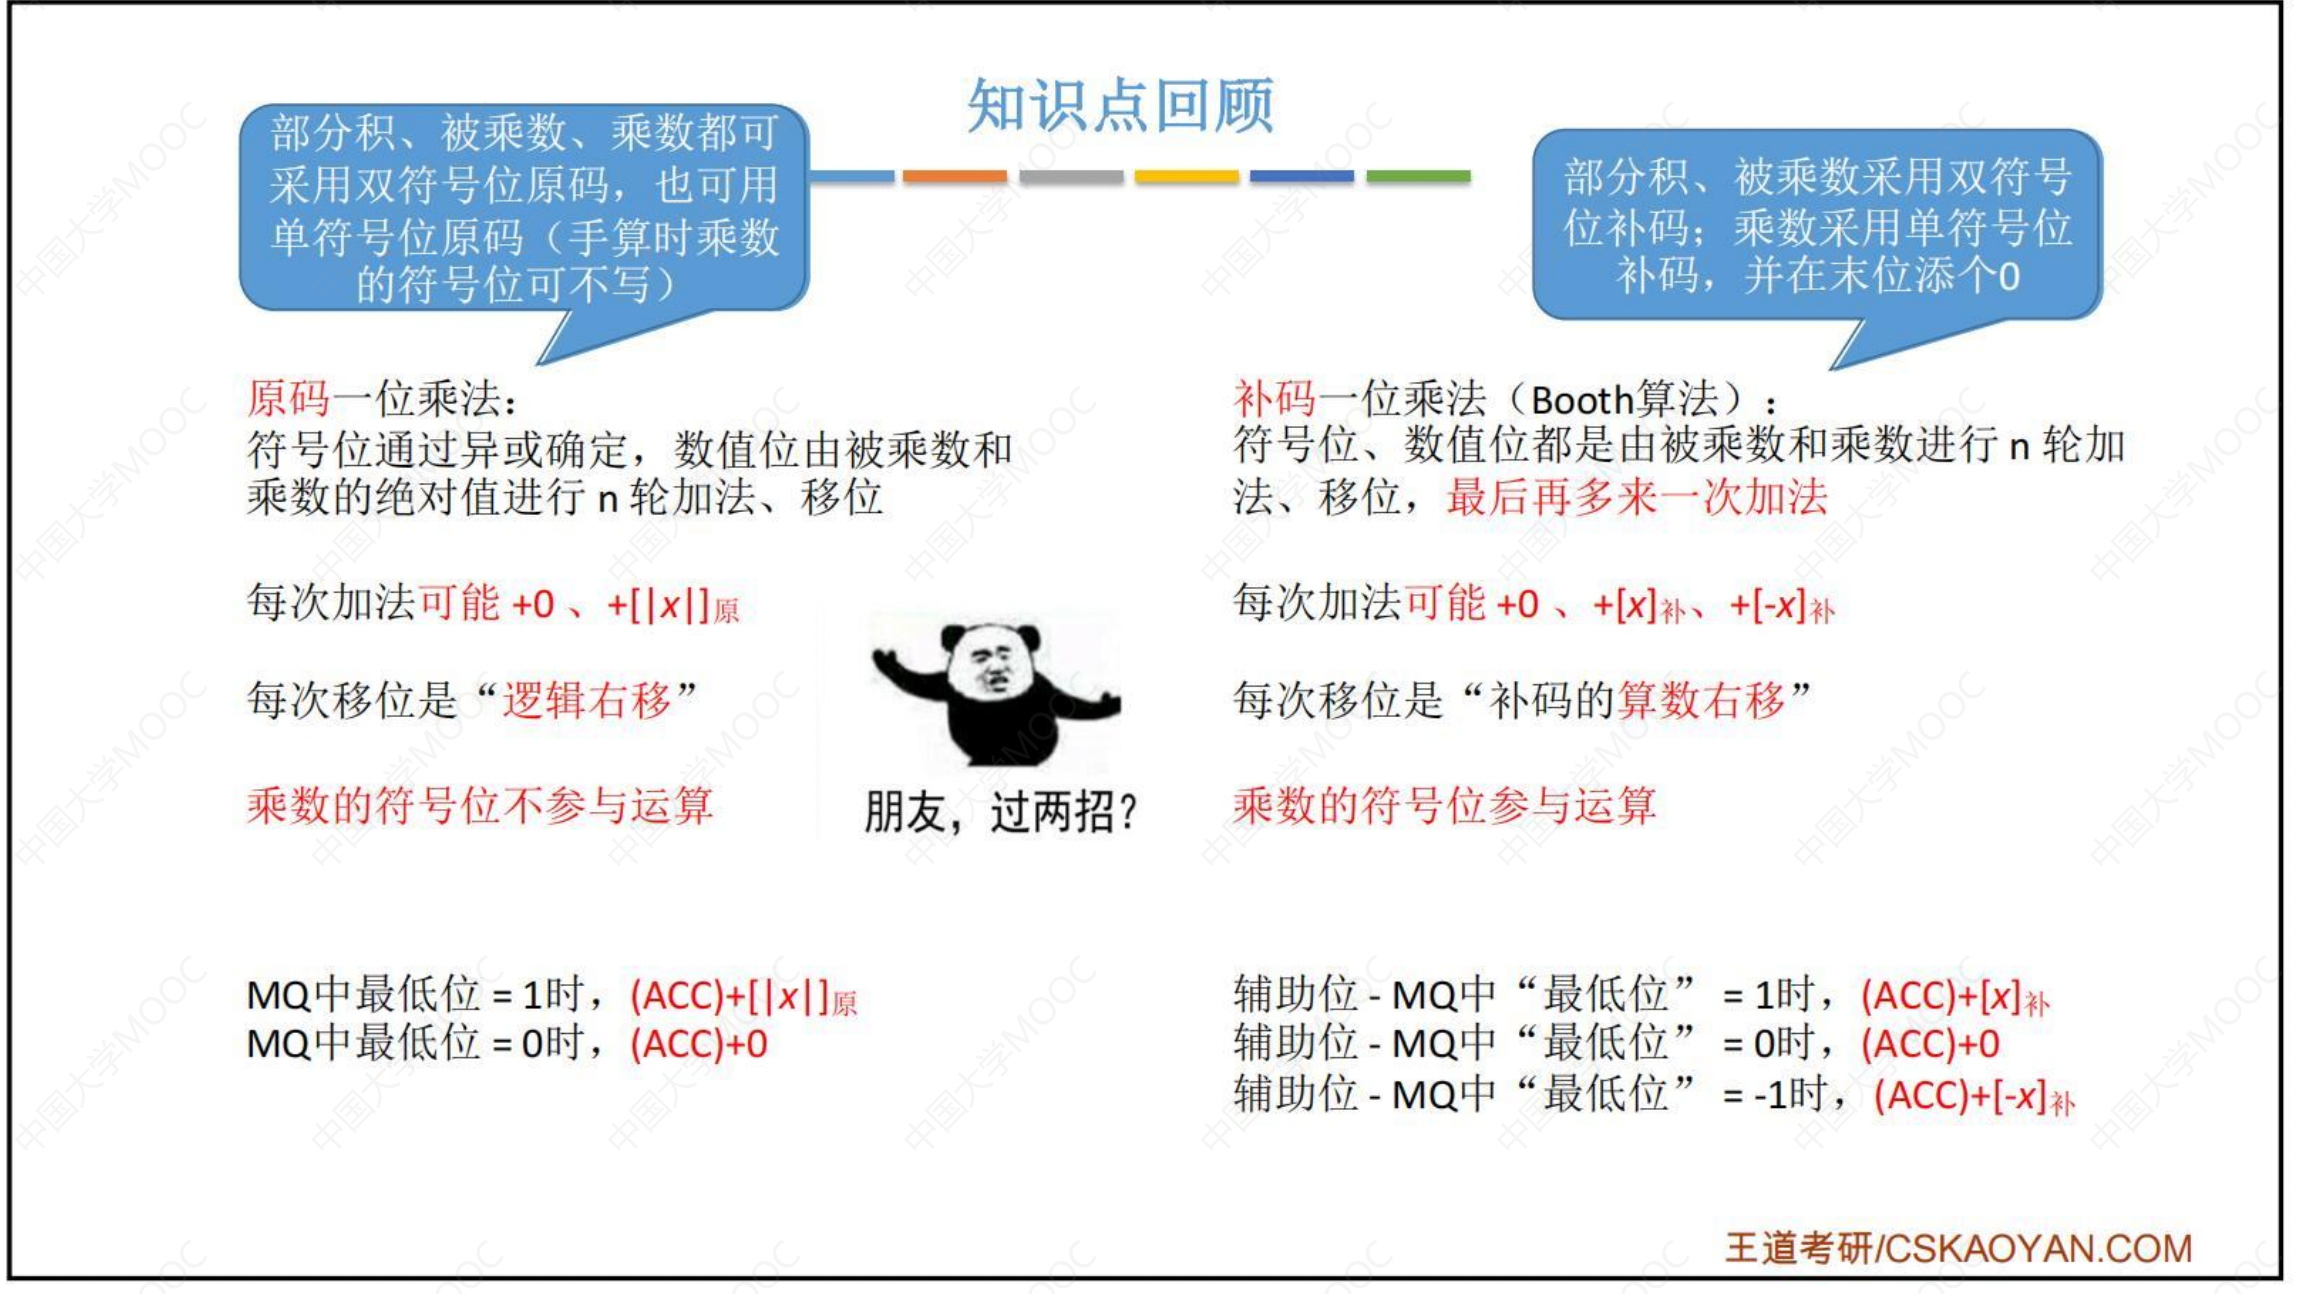 知识点回顾
部分积、被乘数、乘数都可
采用双符号位原码，也可用
单符号位原码（手算时乘数
的符号位可不写）
部分积、被乘数采用双符号
位补码；乘数采用单符号位
补码，并在末位添个0
原码一位乘法：
符号位通过异或确定，数值位由被乘数和
乘数的绝对值进行 n 轮加法、移位
每次加法可能 +0 、+[|x|]原
每次移位是“逻辑右移”
乘数的符号位不参与运算
MQ中最低位 = 1时，(ACC)+[|x|]原
MQ中最低位 = 0时，(ACC)+0
朋友，过两招?
补码一位乘法（Booth算法）：
符号位、数值位都是由被乘数和乘数进行 n 轮加
法、移位，最后再多来一次加法
每次加法可能 +0 、+[x]补、+[-x]补
每次移位是“补码的算数右移”
乘数的符号位参与运算
辅助位 - MQ中“最低位” = 1时，(ACC)+[x]补
辅助位 - MQ中“最低位” = 0时，(ACC)+0
辅助位 - MQ中“最低位” = -1时，(ACC)+[-x]补
王道考研/CSKAOYAN.COM
中国大学MOOC